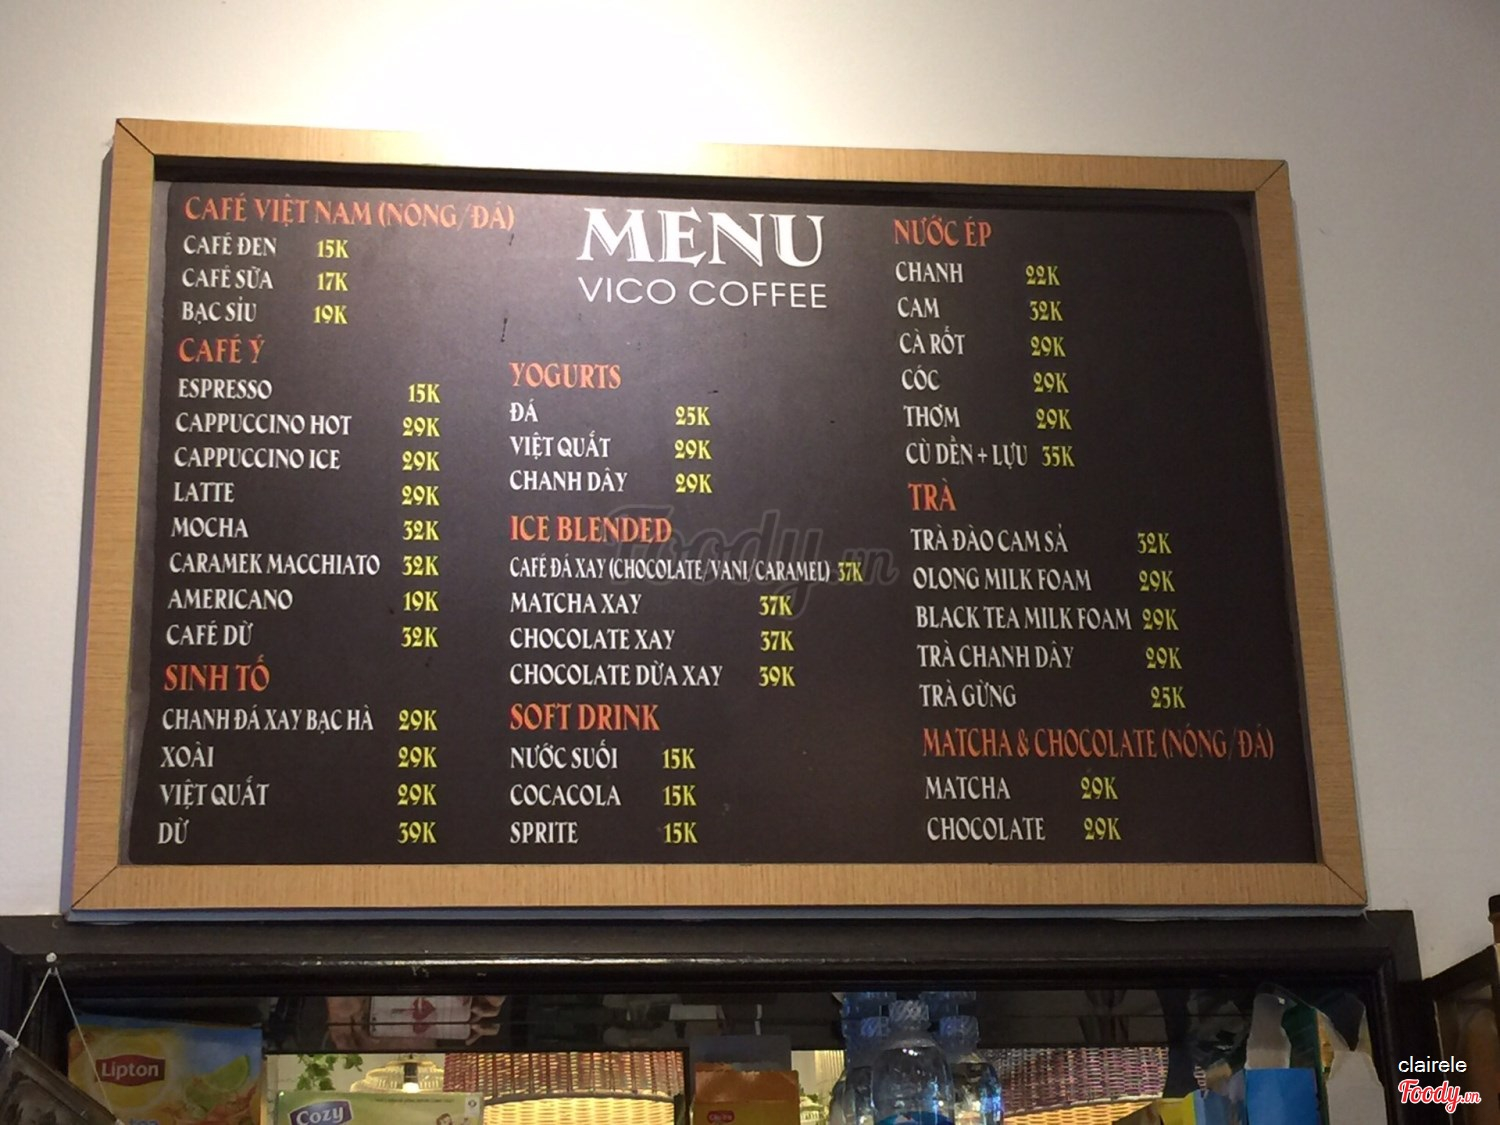 MENU
VICO COFFEE
CAFÉ VIỆT NAM (NÓNG/ĐÁ)
CAFÉ ĐEN 15K
CAFÉ SỮA 17K
BẠC SỈU 19K
CAFÉ Ý
ESPRESSO 15K
CAPPUCCINO HOT 29K
CAPPUCCINO ICE 29K
LATTE 29K
MOCHA 32K
CARAMEK MACCHIATO 32K
AMERICANO 19K
CAFÉ DỪ 32K
SINH TỐ
CHANH ĐÁ XAY BẠC HÀ 29K
XOÀI 29K
VIỆT QUẤT 29K
DỪ 39K
YOGURTS
ĐÁ 25K
VIỆT QUẤT 29K
CHANH DÂY 29K
ICE BLENDED
CAFÉ ĐÁ XAY (CHOCOLATE/VANI/CARAMEL) 37K
MATCHA XAY 37K
CHOCOLATE XAY 37K
CHOCOLATE DỪA XAY 39K
SOFT DRINK
NƯỚC SUỐI 15K
COCACOLA 15K
SPRITE 15K
NƯỚC ÉP
CHANH 22K
CAM 32K
CÀ RỐT 29K
CÓC 29K
THƠM 29K
CỦ DỀN + LỰU 35K
TRÀ
TRÀ ĐÀO CAM SẢ 32K
OLONG MILK FOAM 29K
BLACK TEA MILK FOAM 29K
TRÀ CHANH DÂY 29K
TRÀ GỪNG 25K
MATCHA & CHOCOLATE (NÓNG/ĐÁ)
MATCHA 29K
CHOCOLATE 29K
Foody.vn
Lipton
Cozy
clairele
Foody.vn